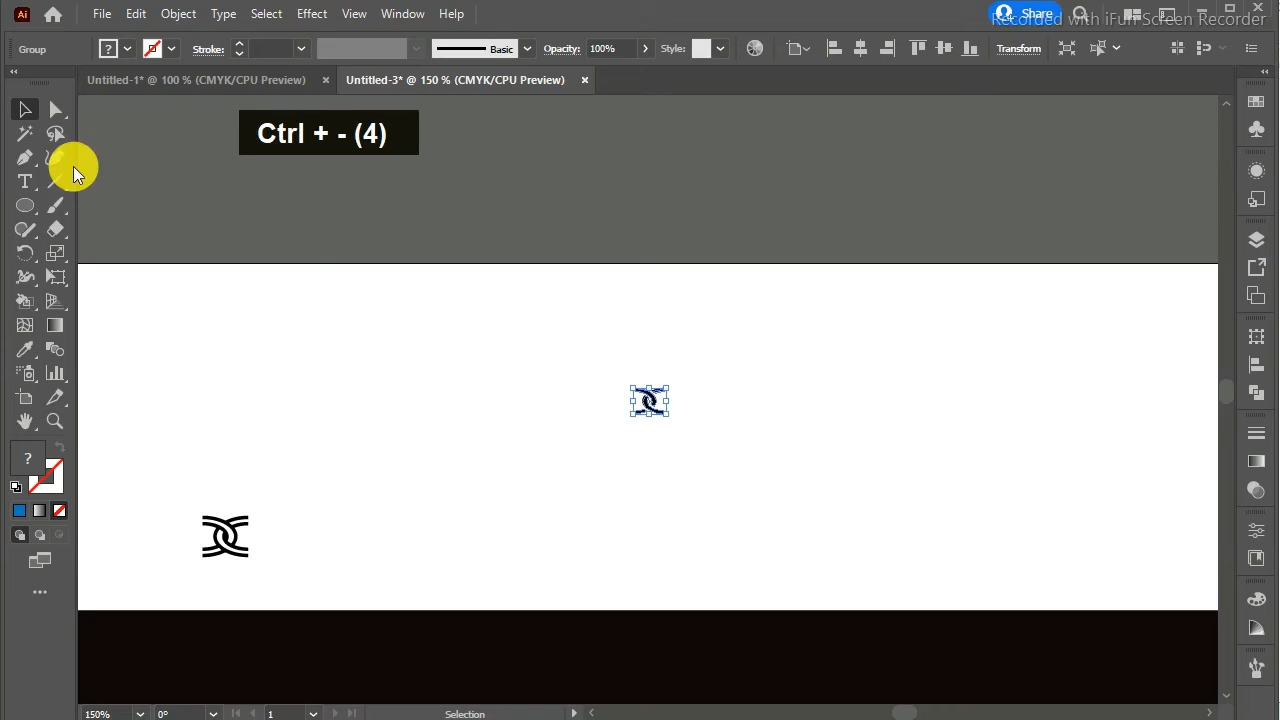 Ai File Edit Object Type Select Effect View Window Help Share
Recorded with iFun Screen Recorder
Group ? Stroke: Basic Opacity: 100% Style: Transform
Untitled-1* @ 100 % (CMYK/CPU Preview) × Untitled-3* @ 150 % (CMYK/CPU Preview) ×
Ctrl + - (4)
T
?
150% 0° 1 Selection